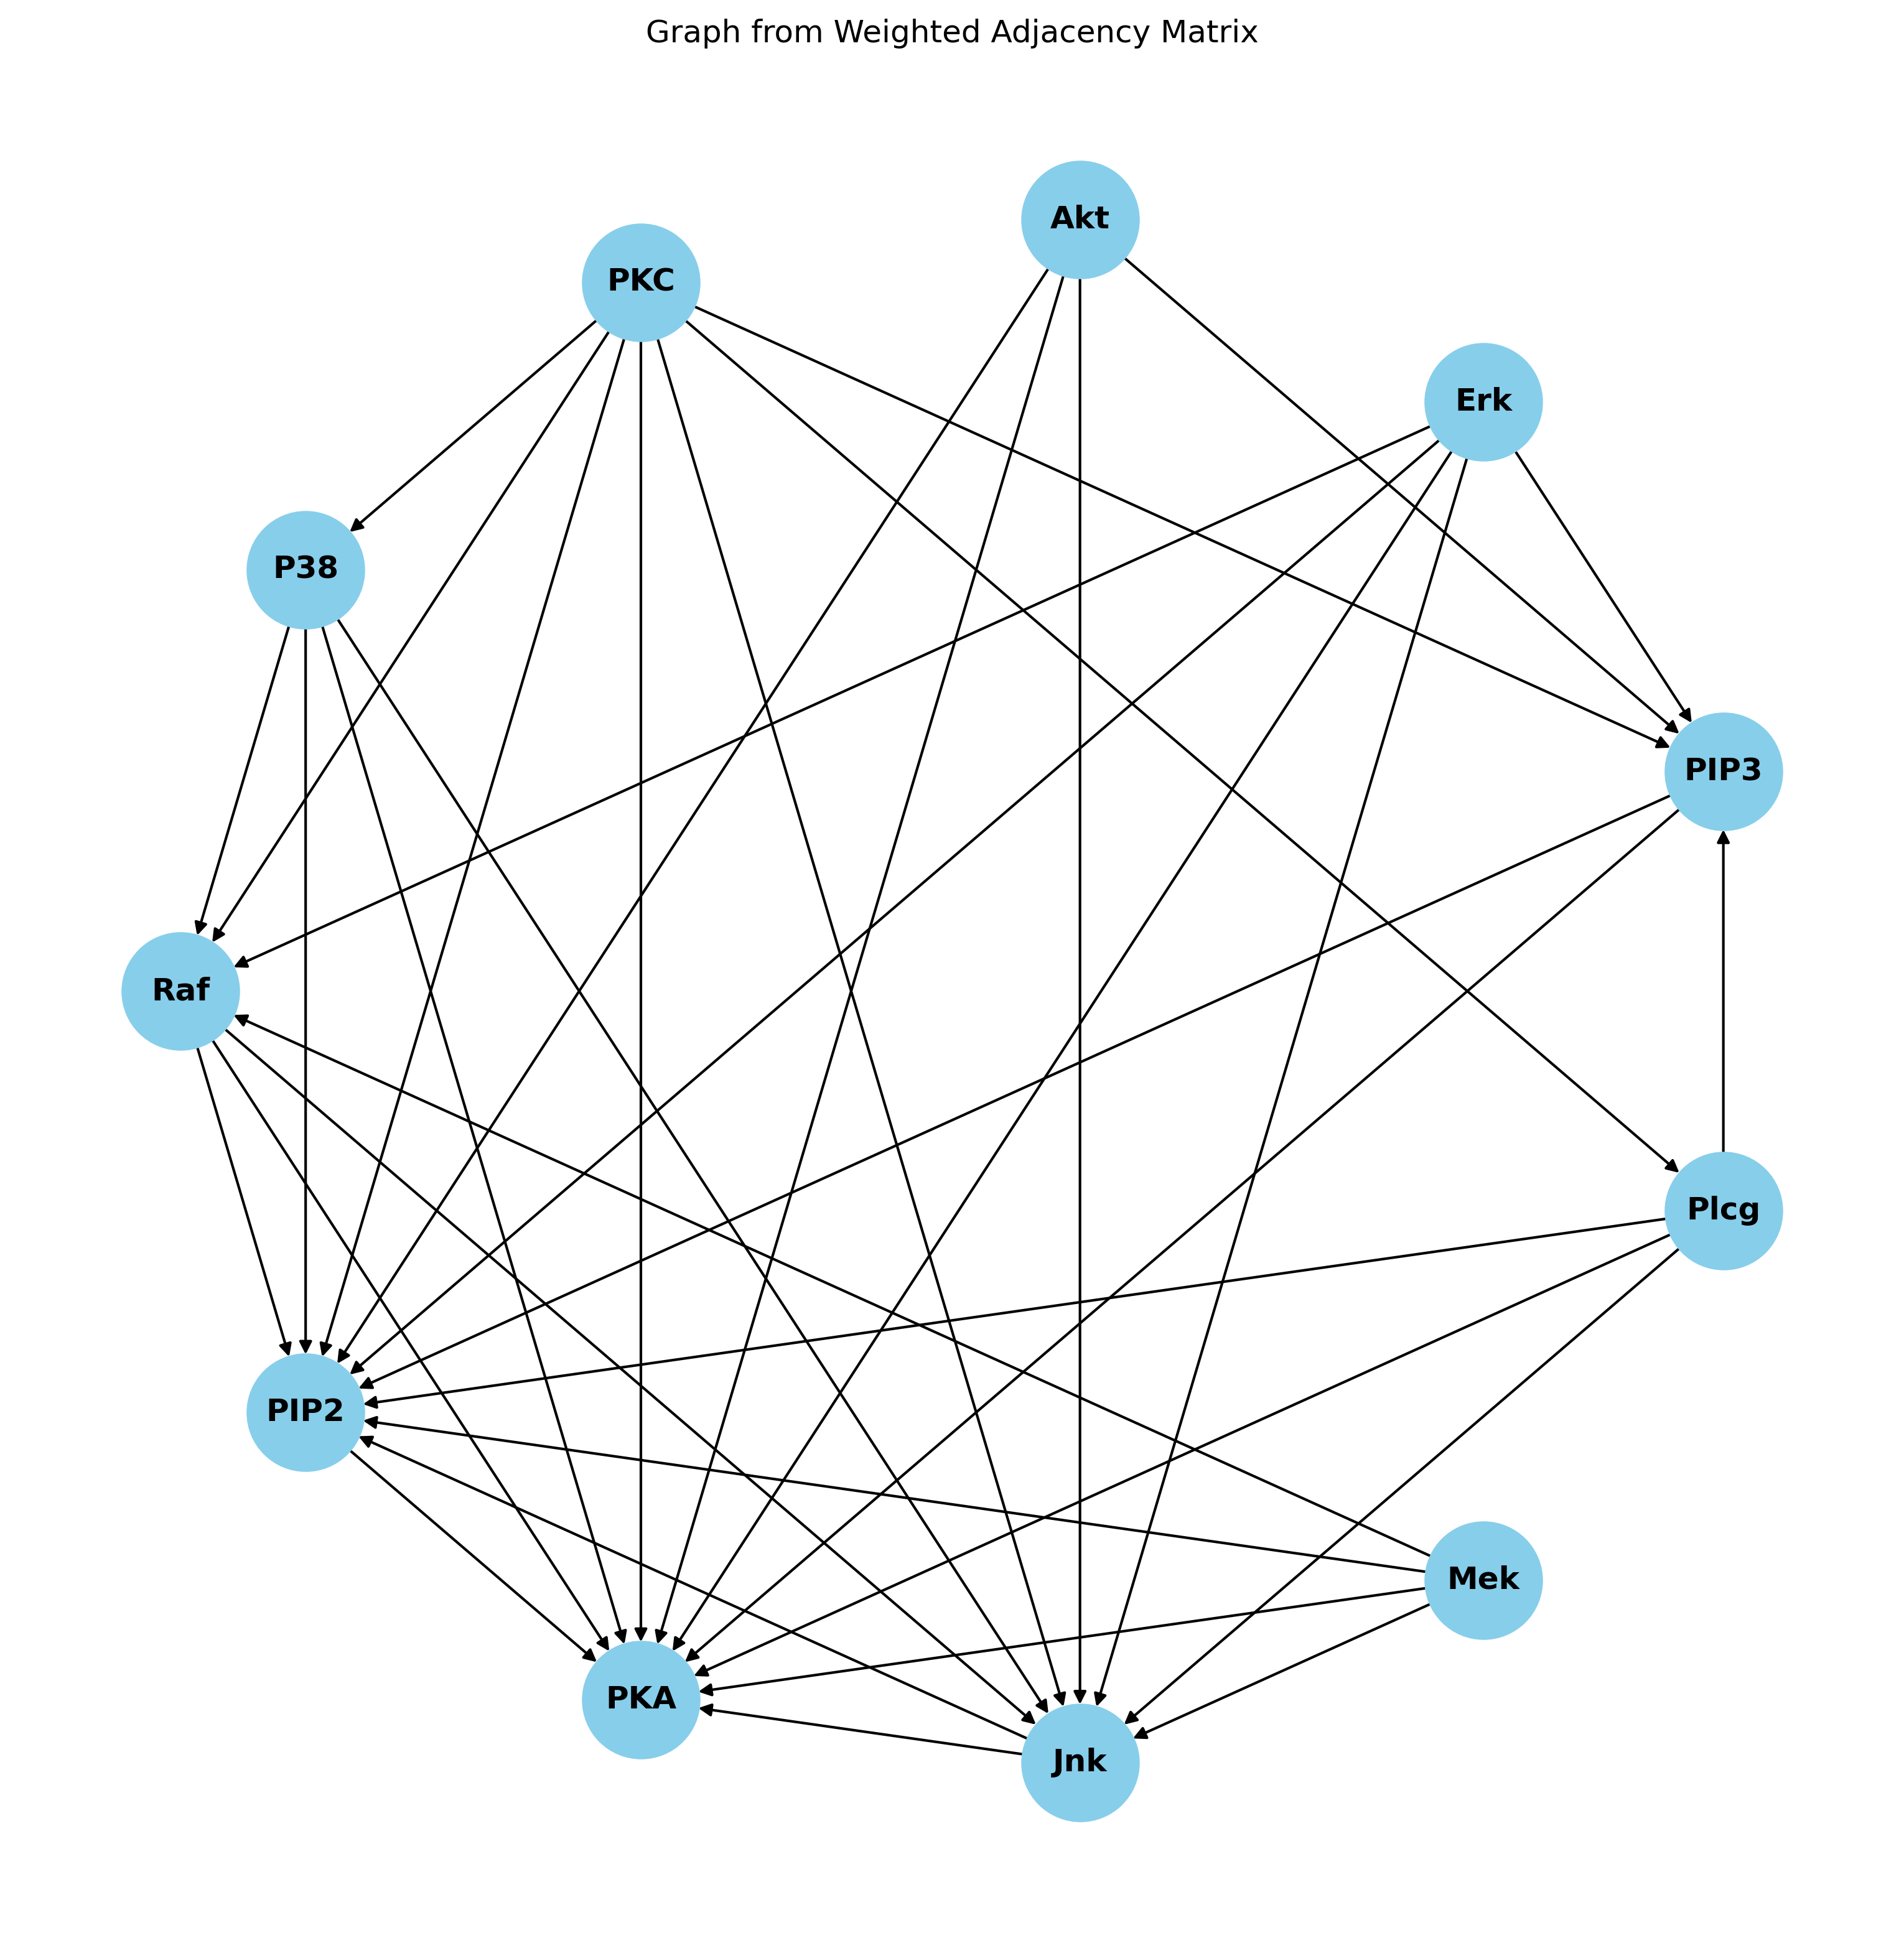 Graph from Weighted Adjacency Matrix
Akt
PKC
Erk
P38
PIP3
Raf
Plcg
PIP2
Mek
PKA
Jnk